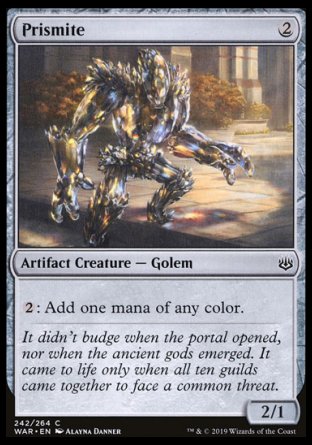 Prismite 2
Artifact Creature — Golem
2: Add one mana of any color.
It didn't budge when the portal opened,
nor when the ancient gods emerged. It
came to life only when all ten guilds
came together to face a common threat.
2/1
242/264 C
WAR • EN Alayna Danner
™ & © 2019 Wizards of the Coast